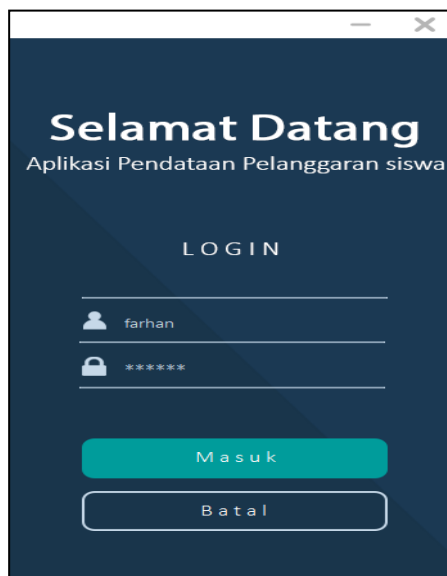 Selamat Datang
Aplikasi Pendataan Pelanggaran siswa
LOGIN
farhan
******
Masuk
Batal